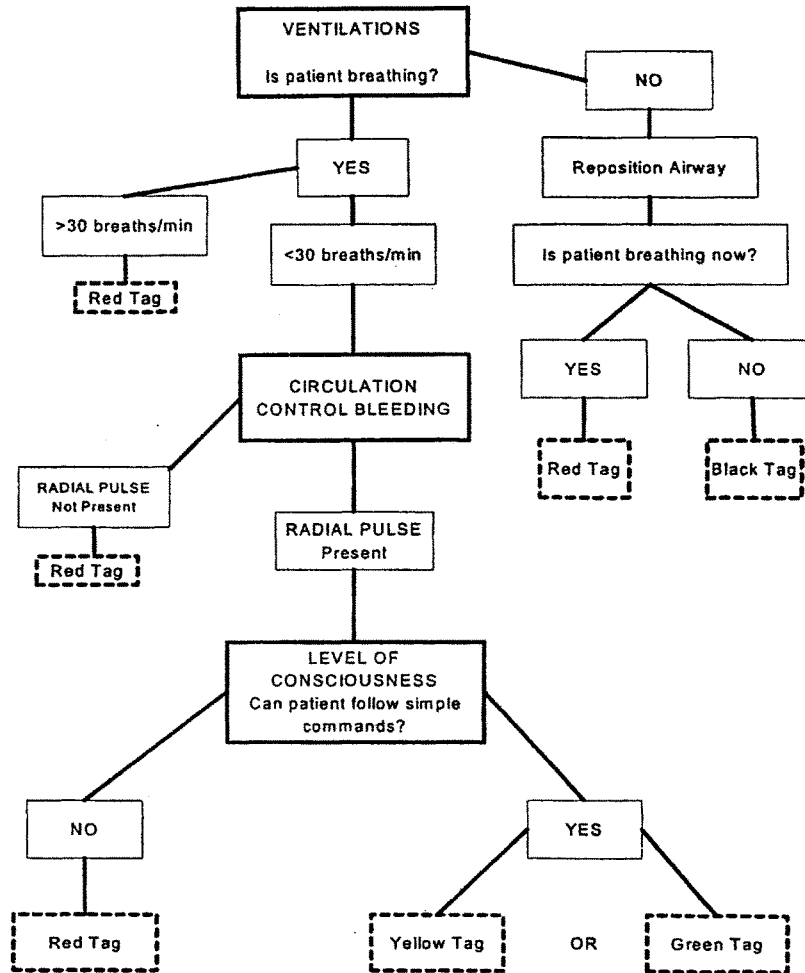 VENTILATIONS
Is patient breathing?
NO
YES
Reposition Airway
>30 breaths/min
<30 breaths/min
Is patient breathing now?
Red Tag
YES
NO
CIRCULATION
CONTROL BLEEDING
Red Tag
Black Tag
RADIAL PULSE
Not Present
RADIAL PULSE
Present
Red Tag
LEVEL OF
CONSCIOUSNESS
Can patient follow simple
commands?
NO
YES
Red Tag
Yellow Tag
OR
Green Tag